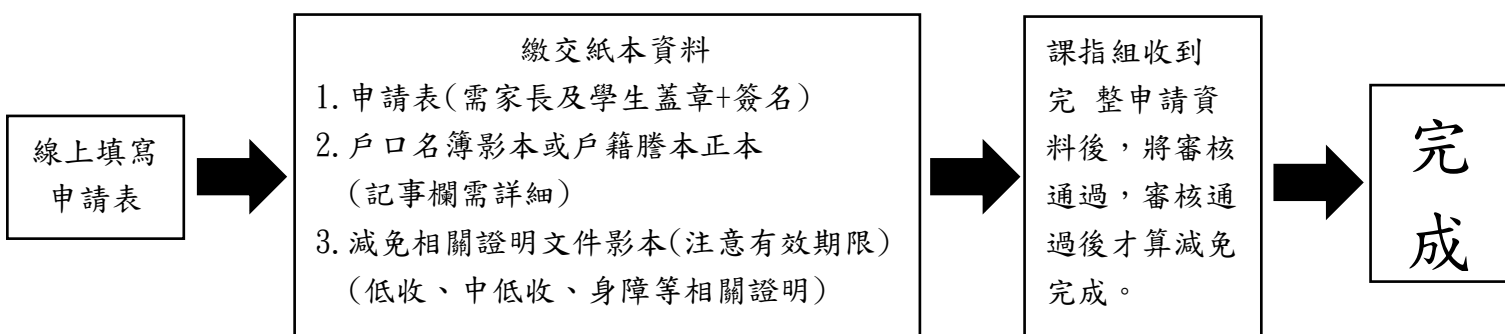 線上填寫
申請表
繳交紙本資料
1.申請表(需家長及學生蓋章+簽名)
2.戶口名簿影本或戶籍謄本正本
(記事欄需詳細)
3.減免相關證明文件影本(注意有效期限)
(低收、中低收、身障等相關證明)
課指組收到
完 整申請資
料後，將審核
通過，審核通
過後才算減免
完成。
完
成